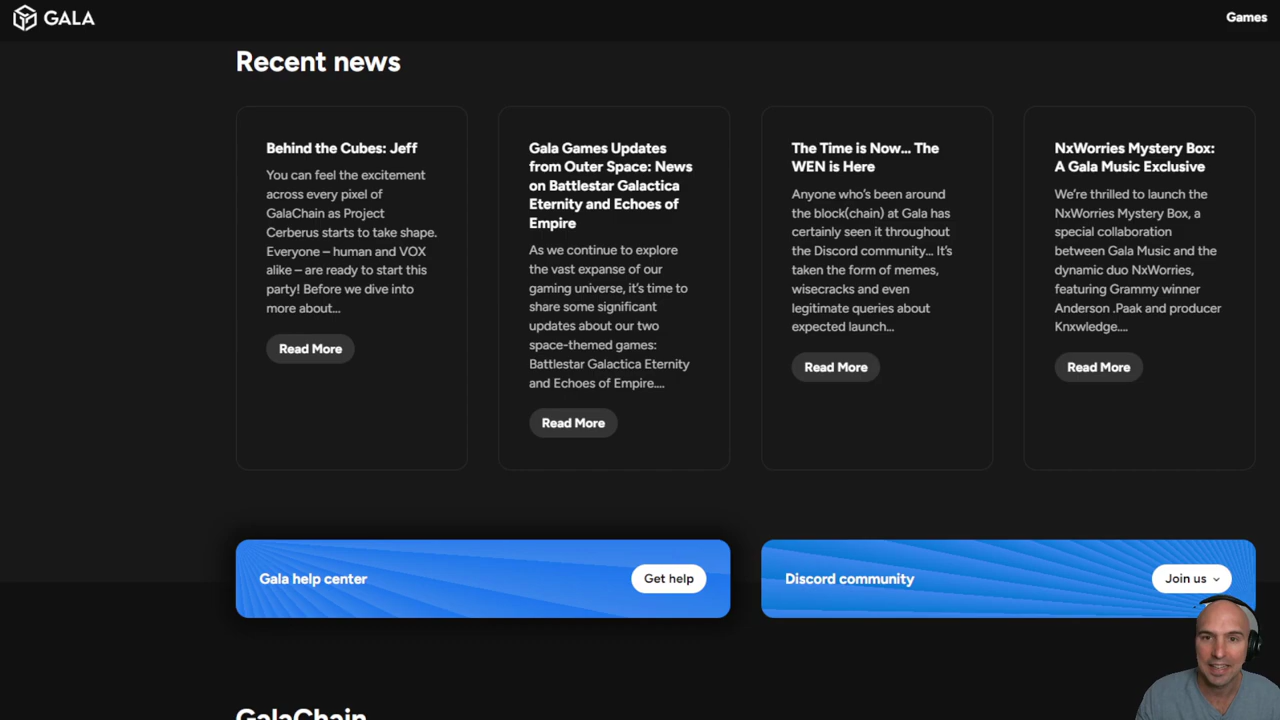 GALA
Games
Recent news
Behind the Cubes: Jeff
You can feel the excitement
across every pixel of
GalaChain as Project
Cerberus starts to take shape.
Everyone – human and VOX
alike – are ready to start this
party! Before we dive into
more about...
Read More
Gala Games Updates
from Outer Space: News
on Battlestar Galactica
Eternity and Echoes of
Empire
As we continue to explore
the vast expanse of our
gaming universe, it's time to
share some significant
updates about our two
space-themed games:
Battlestar Galactica Eternity
and Echoes of Empire....
Read More
The Time is Now... The
WEN is Here
Anyone who's been around
the block(chain) at Gala has
certainly seen it throughout
the Discord community... It's
taken the form of memes,
wisecracks and even
legitimate queries about
expected launch...
Read More
NxWorries Mystery Box:
A Gala Music Exclusive
We're thrilled to launch the
NxWorries Mystery Box, a
special collaboration
between Gala Music and the
dynamic duo NxWorries,
featuring Grammy winner
Anderson .Paak and producer
Knxwledge....
Read More
Gala help center
Get help
Discord community
Join us
GalaChain